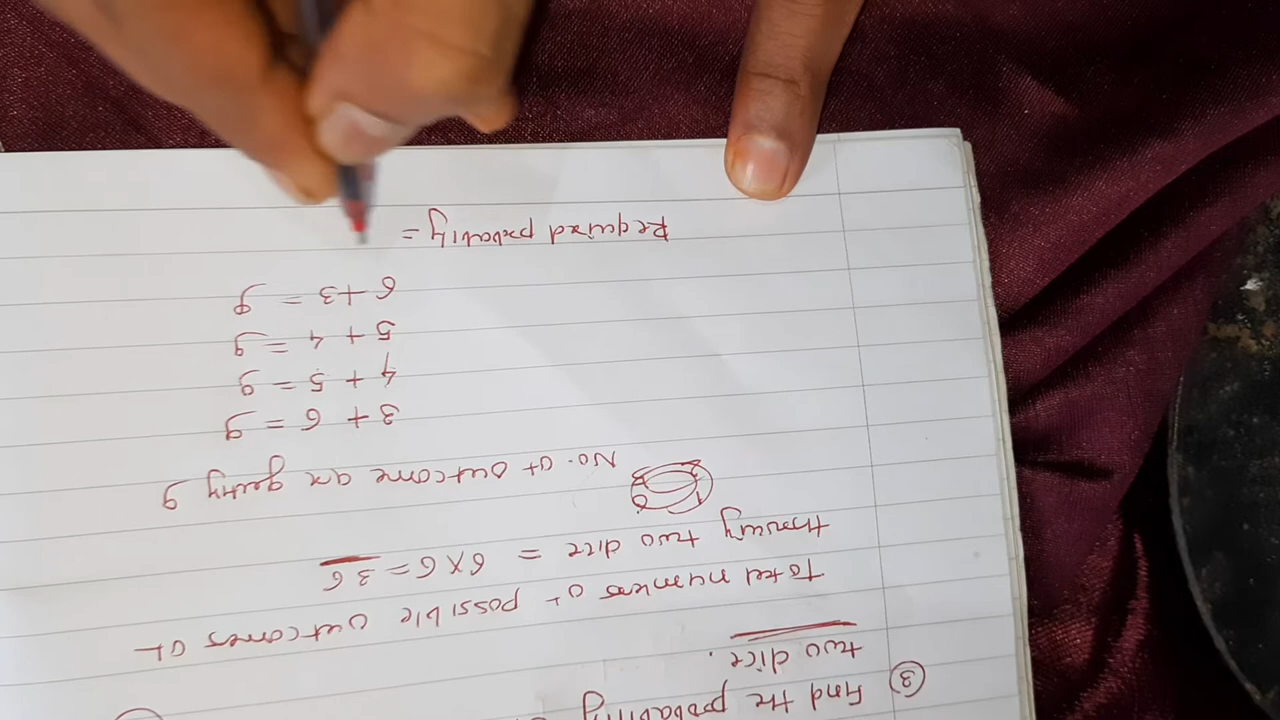 ③ Find the probability
two dice.
Total numbers of possible outcomes of
throwing two dice = 6 x 6 = 36
No. of outcome are getting 9
3 + 6 = 9
4 + 5 = 9
5 + 4 = 9
6 + 3 = 9
Required probability =